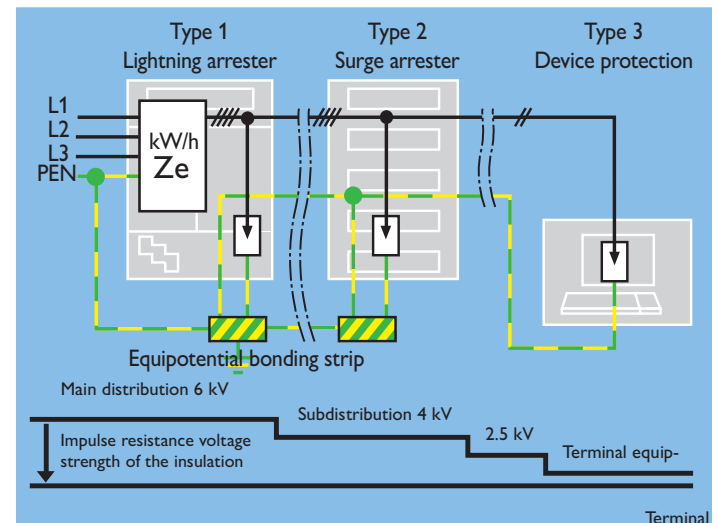 Type 1
Lightning arrester
Type 2
Surge arrester
Type 3
Device protection
L1
L2
L3
PEN
kW/h
Ze
Equipotential bonding strip
Main distribution 6 kV
Subdistribution 4 kV
2.5 kV
Impulse resistance voltage
strength of the insulation
Terminal equip-
Terminal